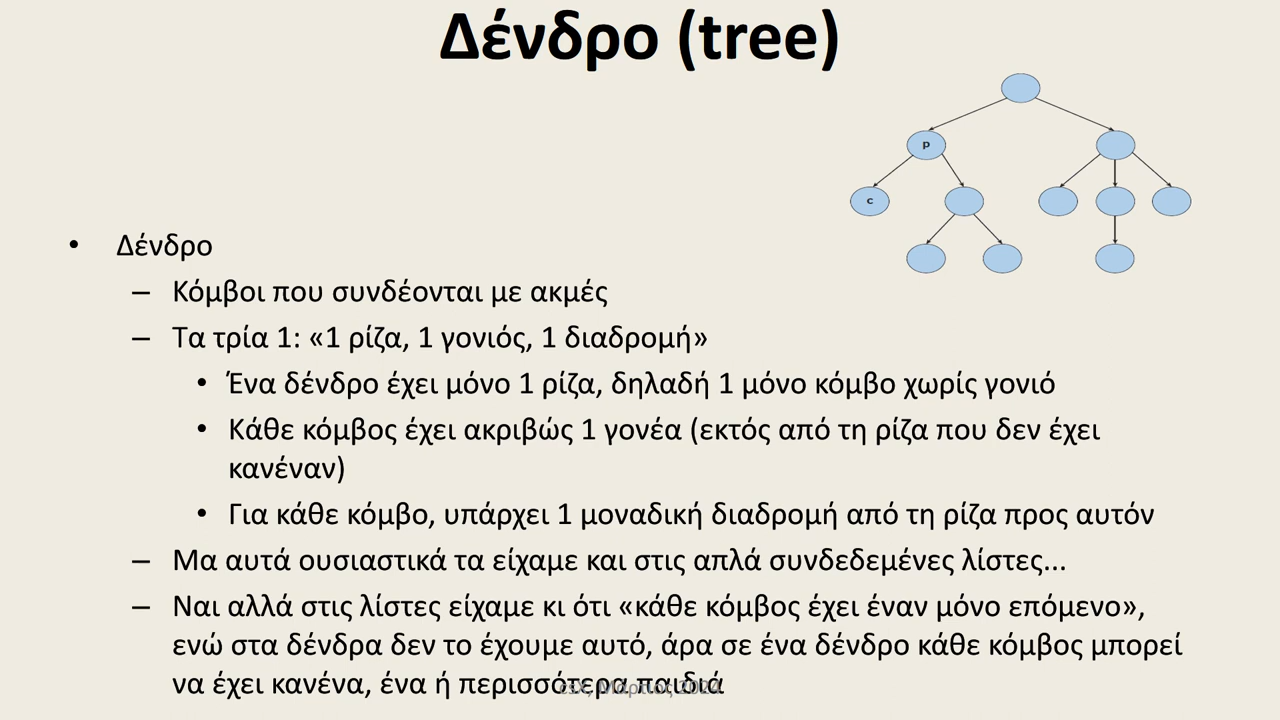 Δένδρο (tree)
p
c
• Δένδρο
– Κόμβοι που συνδέονται με ακμές
– Τα τρία 1: «1 ρίζα, 1 γονιός, 1 διαδρομή»
• Ένα δένδρο έχει μόνο 1 ρίζα, δηλαδή 1 μόνο κόμβο χωρίς γονιό
• Κάθε κόμβος έχει ακριβώς 1 γονέα (εκτός από τη ρίζα που δεν έχει
κανέναν)
• Για κάθε κόμβο, υπάρχει 1 μοναδική διαδρομή από τη ρίζα προς αυτόν
– Μα αυτά ουσιαστικά τα είχαμε και στις απλά συνδεδεμένες λίστες...
– Ναι αλλά στις λίστες είχαμε κι ότι «κάθε κόμβος έχει έναν μόνο επόμενο»,
ενώ στα δένδρα δεν το έχουμε αυτό, άρα σε ένα δένδρο κάθε κόμβος μπορεί
να έχει κανένα, ένα ή περισσότερα παιδιά
Μάρτιος 2024